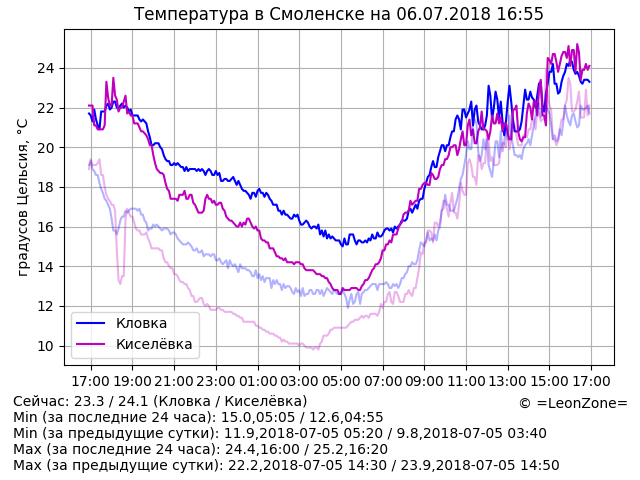 Температура в Смоленске на 06.07.2018 16:55
градусов Цельсия, °C
24
22
20
18
16
14
12
10
Кловка
Киселёвка
17:00 19:00 21:00 23:00 01:00 03:00 05:00 07:00 09:00 11:00 13:00 15:00 17:00
Сейчас: 23.3 / 24.1 (Кловка / Киселёвка)
© =LeonZone=
Min (за последние 24 часа): 15.0,05:05 / 12.6,04:55
Min (за предыдущие сутки): 11.9,2018-07-05 05:20 / 9.8,2018-07-05 03:40
Max (за последние 24 часа): 24.4,16:00 / 25.2,16:20
Max (за предыдущие сутки): 22.2,2018-07-05 14:30 / 23.9,2018-07-05 14:50